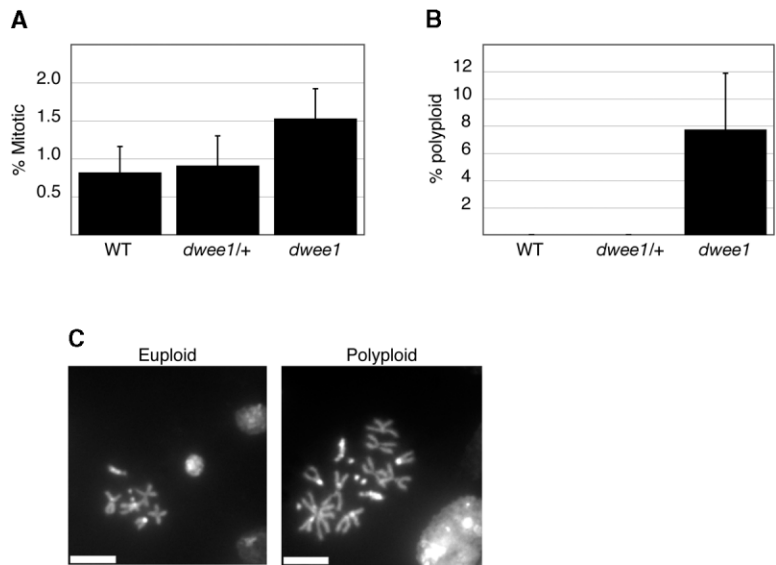 A
% Mitotic
2.0
1.5
1.0
0.5
WT dwee1/+ dwee1
B
% polyploid
12
10
8
6
4
2
WT dwee1/+ dwee1
C
Euploid Polyploid